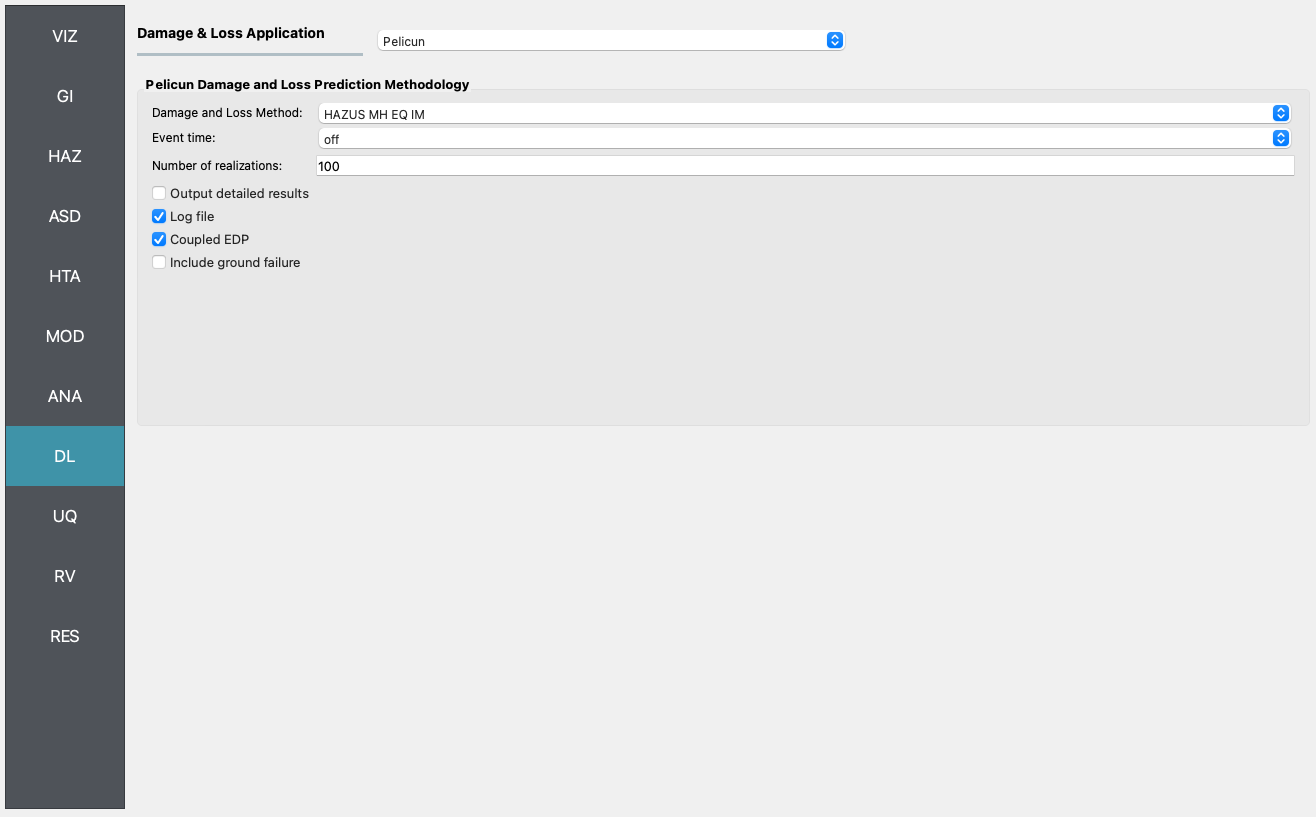 VIZ
GI
HAZ
ASD
HTA
MOD
ANA
DL
UQ
RV
RES
Damage & Loss Application
Pelicun
Pelicun Damage and Loss Prediction Methodology
Damage and Loss Method: HAZUS MH EQ IM
Event time: off
Number of realizations: 100
Output detailed results
Log file
Coupled EDP
Include ground failure